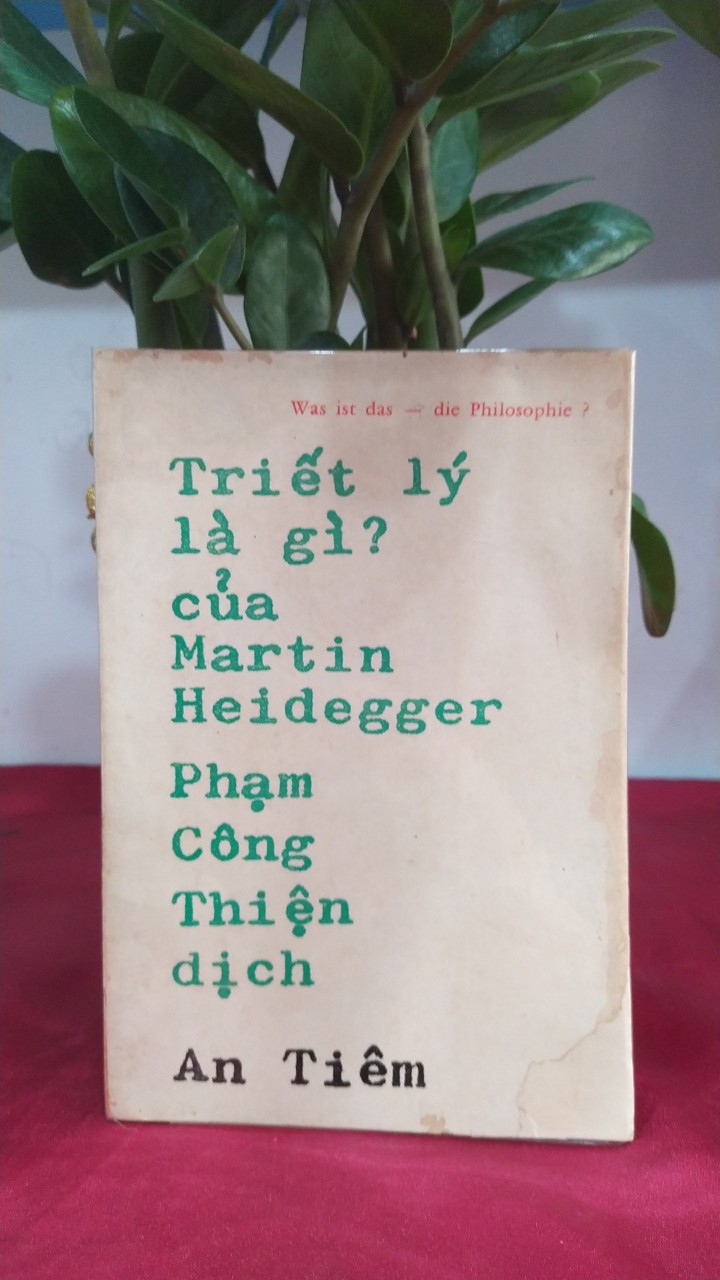 Was ist das — die Philosophie ?
Triết lý
là gì?
của
Martin
Heidegger
Phạm
Công
Thiện
dịch
An Tiêm